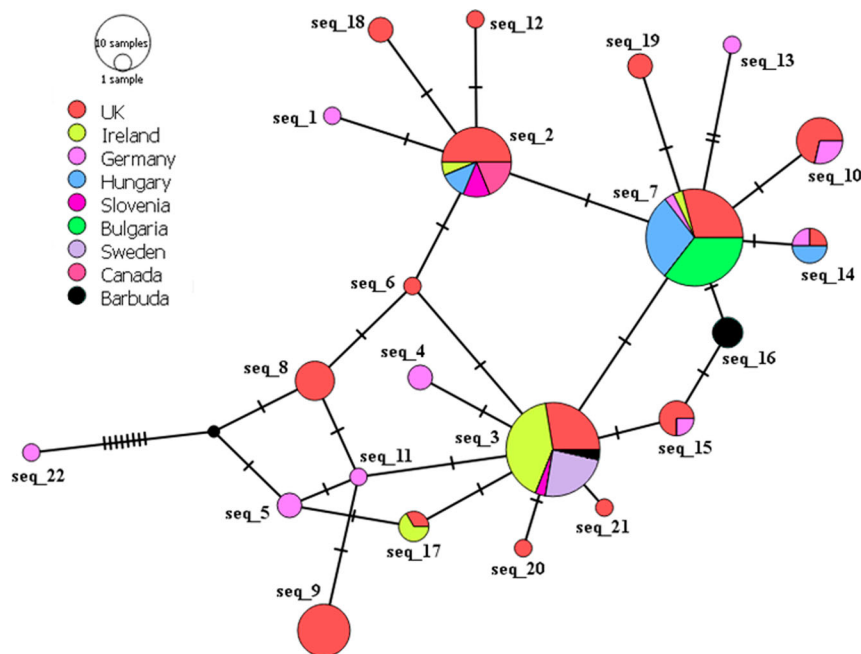 10 samples
1 sample
UK
Ireland
Germany
Hungary
Slovenia
Bulgaria
Sweden
Canada
Barbuda
seq_18
seq_12
seq_1
seq_2
seq_19
seq_13
seq_10
seq_7
seq_14
seq_6
seq_16
seq_8
seq_4
seq_3
seq_15
seq_22
seq_11
seq_5
seq_17
seq_21
seq_20
seq_9